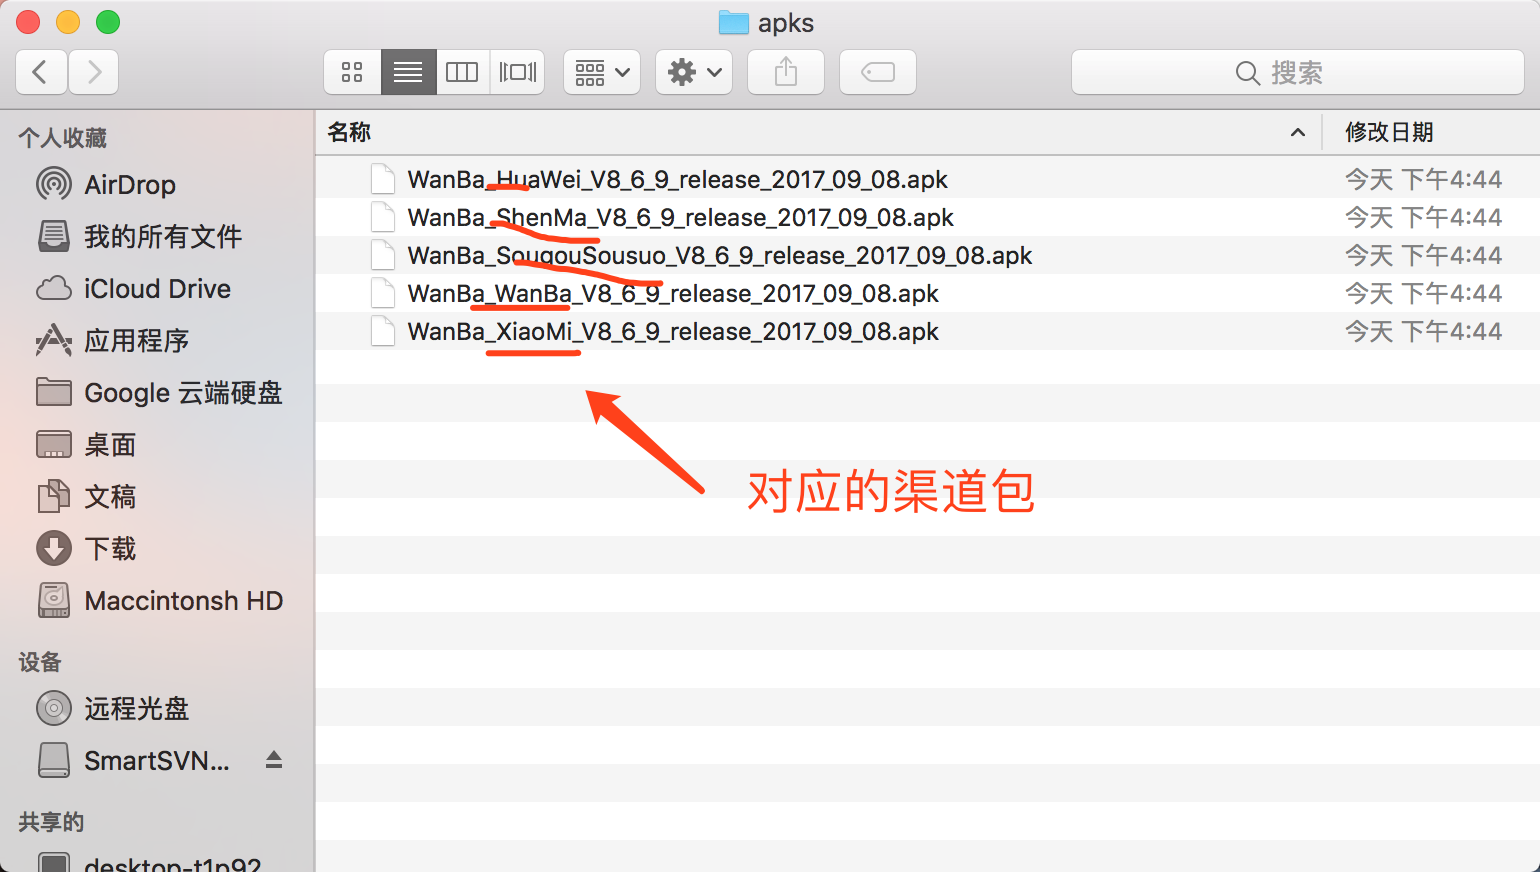 apks
搜索
个人收藏
AirDrop
我的所有文件
iCloud Drive
应用程序
Google 云端硬盘
桌面
文稿
下载
Maccintonsh HD
设备
远程光盘
SmartSVN...
共享的
desktop-t1p92
名称 修改日期
WanBa_HuaWei_V8_6_9_release_2017_09_08.apk 今天 下午4:44
WanBa_ShenMa_V8_6_9_release_2017_09_08.apk 今天 下午4:44
WanBa_SougouSousuo_V8_6_9_release_2017_09_08.apk 今天 下午4:44
WanBa_WanBa_V8_6_9_release_2017_09_08.apk 今天 下午4:44
WanBa_XiaoMi_V8_6_9_release_2017_09_08.apk 今天 下午4:44
对应的渠道包